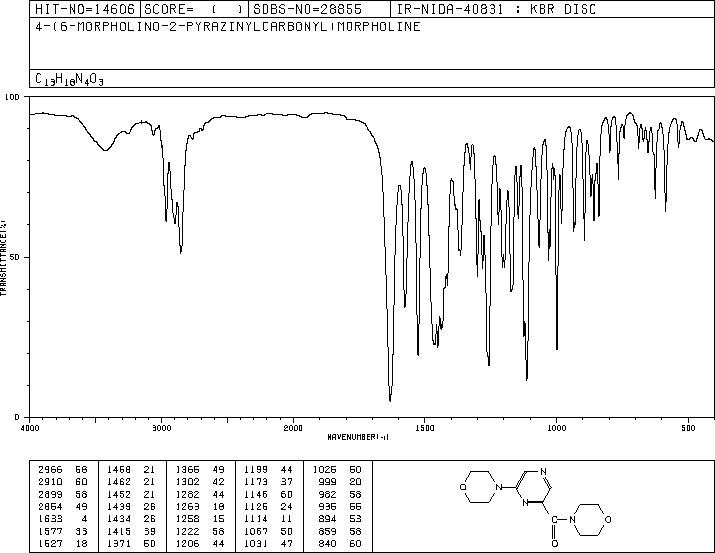 HIT-NO=14606 SCORE= ( ) SDBS-NO=28855 IR-NIDA-40831 : KBR DISC
4-(6-MORPHOLINO-2-PYRAZINYLCARBONYL)MORPHOLINE
C13H18N4O3
100
50
0
TRANSMITTANCE(%)
4000 3000 2000 1500 1000 500
WAVENUMBER(-1)
2966 58 1468 21 1366 49 1199 44 1026 50
2910 60 1462 21 1302 42 1173 37 999 20
2899 58 1452 21 1282 44 1146 60 982 58
2854 49 1439 26 1263 18 1126 24 935 55
1633 4 1434 26 1258 15 1114 11 894 53
1577 33 1415 39 1222 58 1067 50 859 58
1527 18 1371 50 1206 44 1031 47 840 60
N
O N
N
N O
C
O